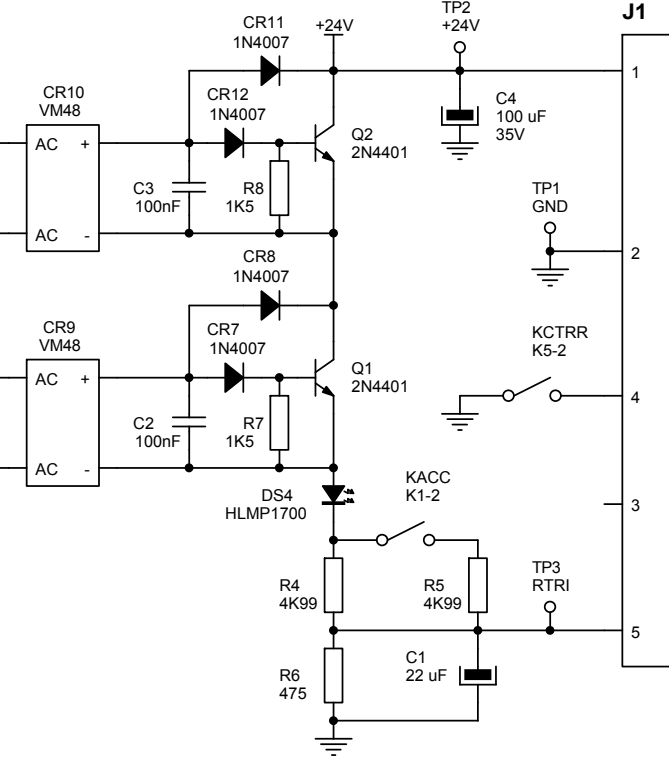 TP2
+24V
J1
CR11
1N4007
+24V
1
CR10
VM48
CR12
1N4007
C4
100 uF
35V
AC +
Q2
2N4401
C3
100nF
R8
1K5
TP1
GND
AC -
2
CR8
1N4007
CR9
VM48
CR7
1N4007
KCTRR
K5-2
Q1
2N4401
AC +
4
C2
100nF
R7
1K5
AC -
KACC
K1-2
DS4
HLMP1700
3
R4
4K99
R5
4K99
TP3
RTRI
5
C1
22 uF
R6
475